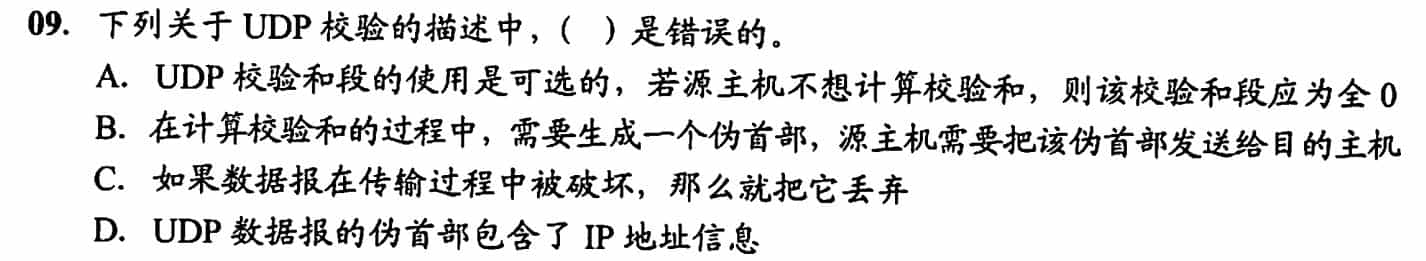 09. 下列关于 UDP 校验的描述中，（ ）是错误的。
A. UDP 校验和段的使用是可选的，若源主机不想计算校验和，则该校验和段应为全 0
B. 在计算校验和的过程中，需要生成一个伪首部，源主机需要把该伪首部发送给目的主机
C. 如果数据报在传输过程中被破坏，那么就把它丢弃
D. UDP 数据报的伪首部包含了 IP 地址信息